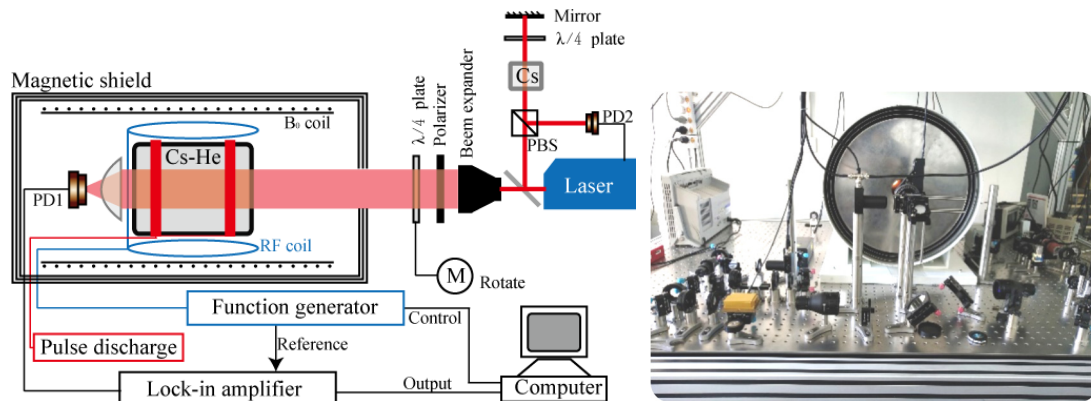 Mirror
λ/4 plate
Magnetic shield
λ/4 plate
Polarizer
Beam expander
Cs
B₀ coil
PD2
Cs-He
PBS
Laser
PD1
RF coil
M
Rotate
Function generator
Control
Pulse discharge
Reference
Lock-in amplifier
Output
Computer